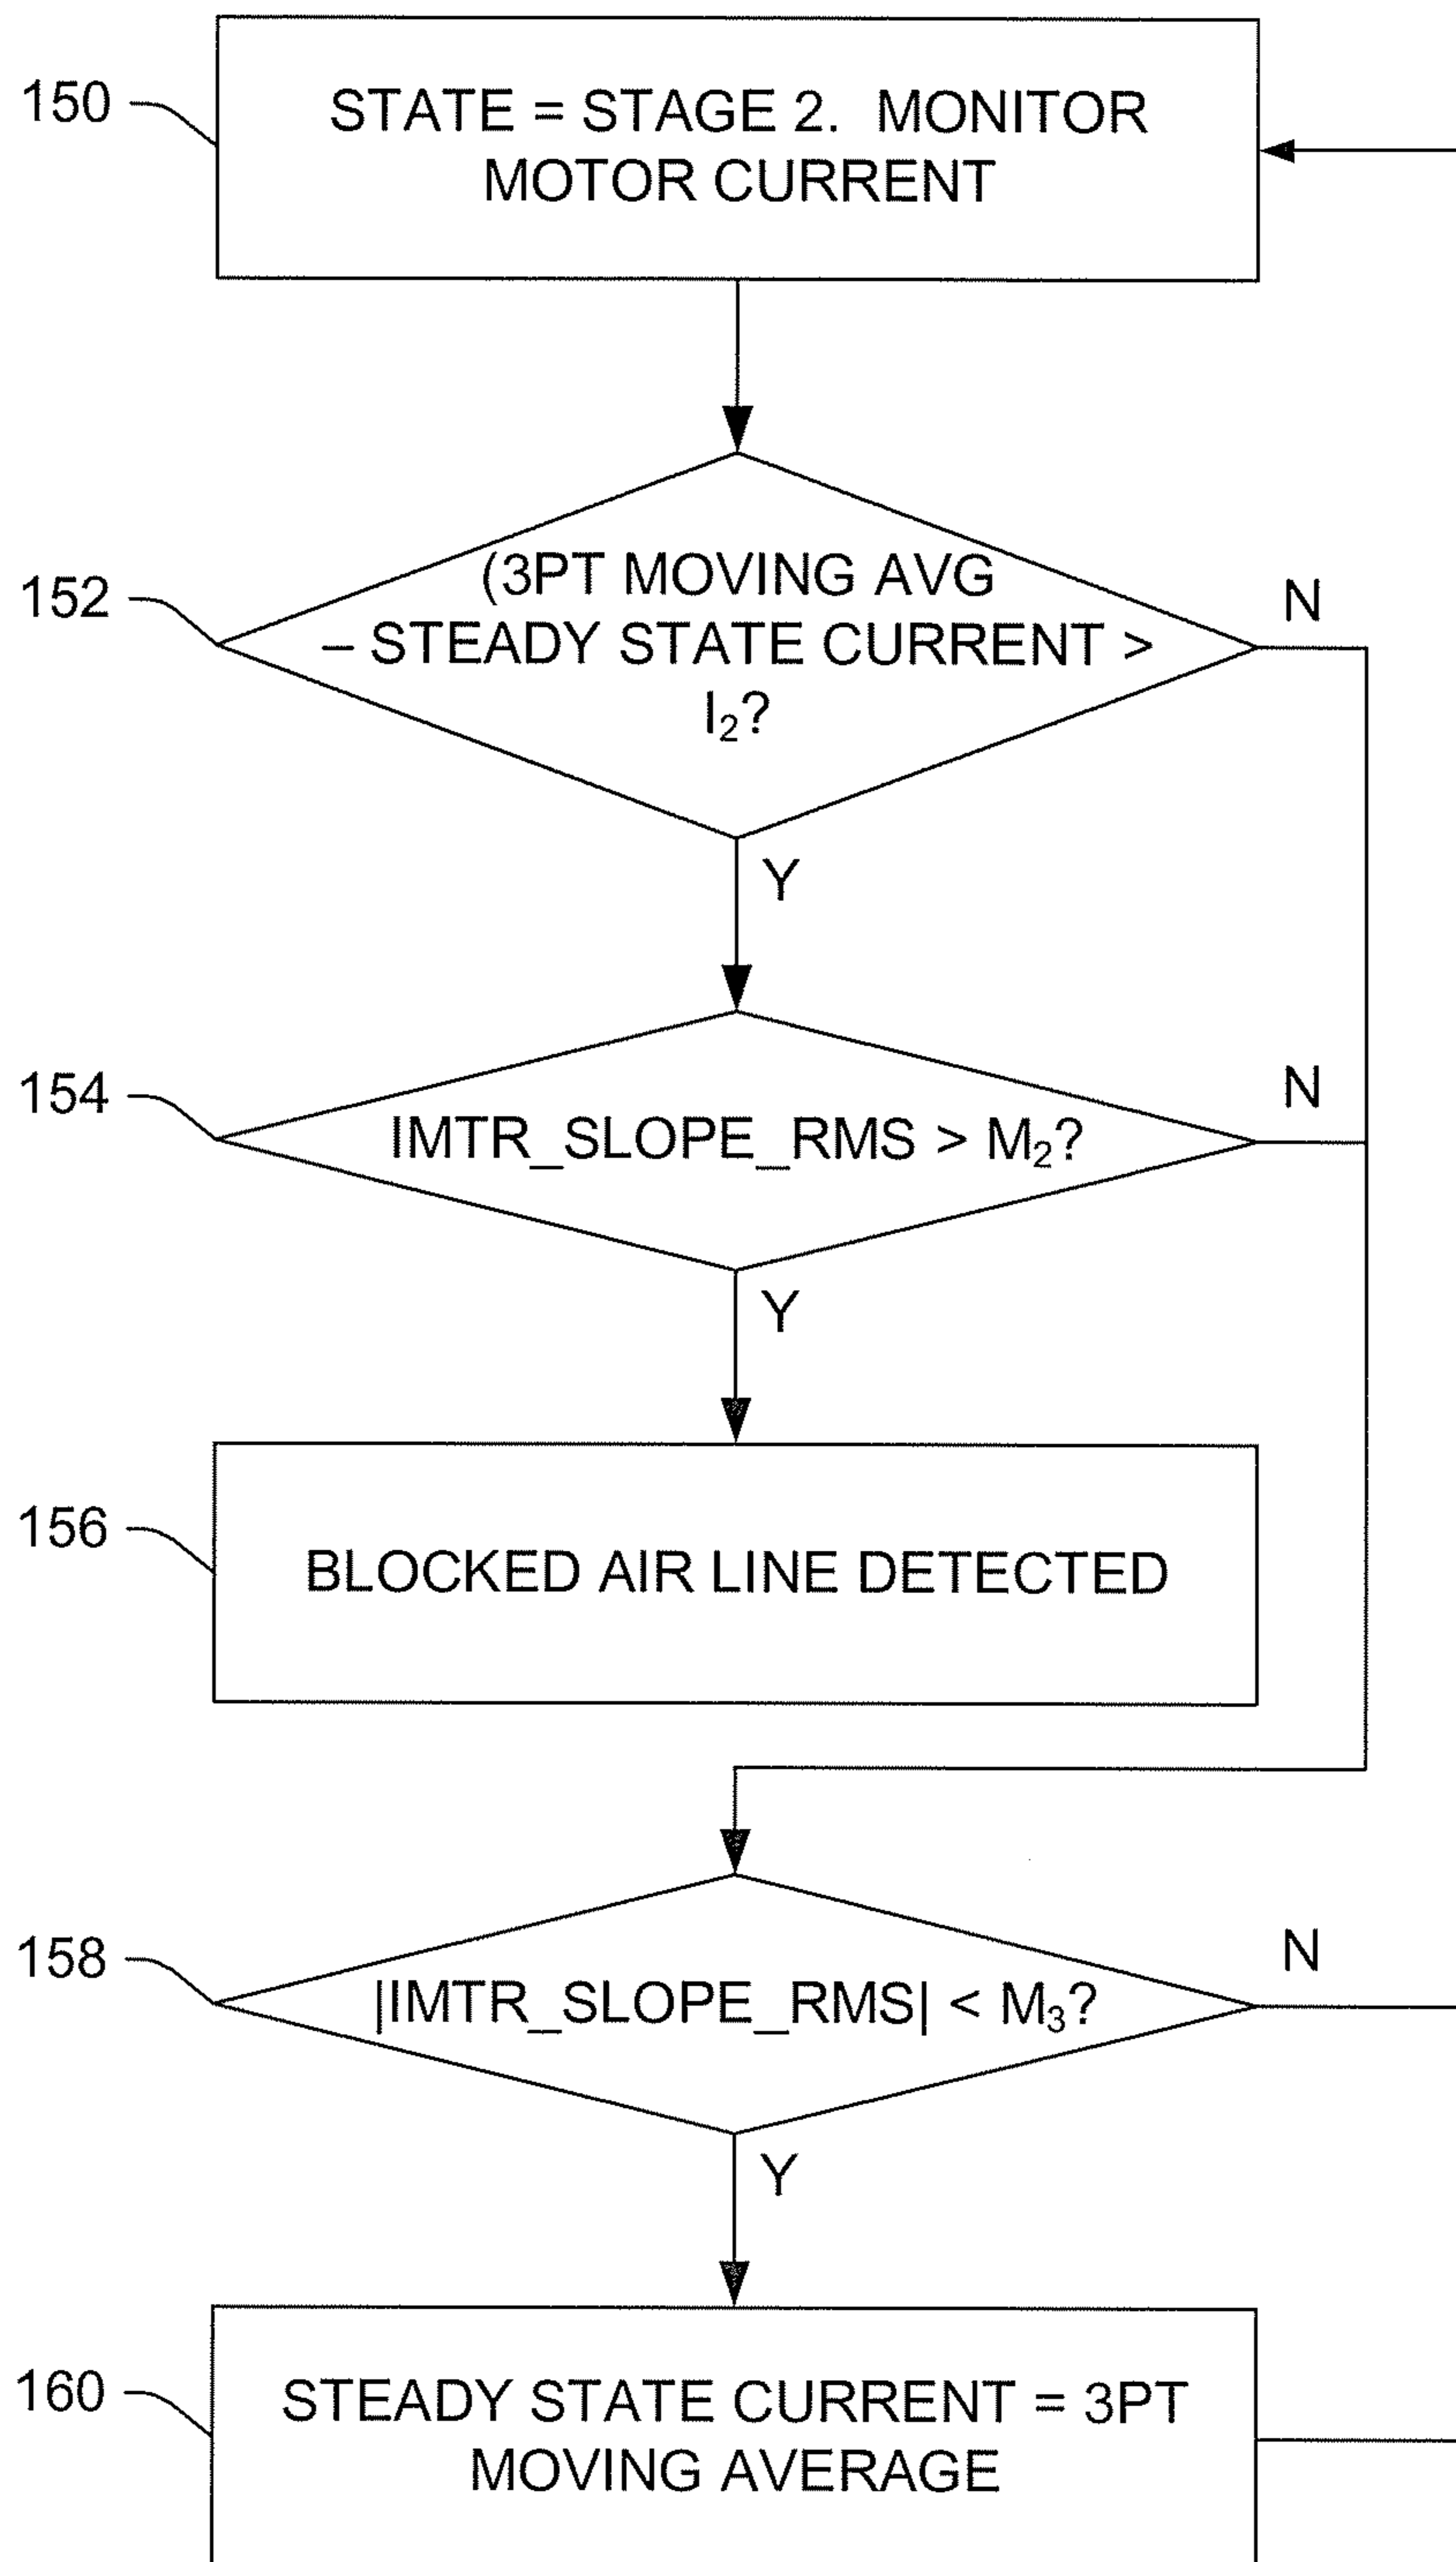 150
STATE = STAGE 2. MONITOR
MOTOR CURRENT
152
(3PT MOVING AVG
– STEADY STATE CURRENT >
I₂?
N
Y
154
IMTR_SLOPE_RMS > M₂?
N
Y
156
BLOCKED AIR LINE DETECTED
158
|IMTR_SLOPE_RMS| < M₃?
N
Y
160
STEADY STATE CURRENT = 3PT
MOVING AVERAGE